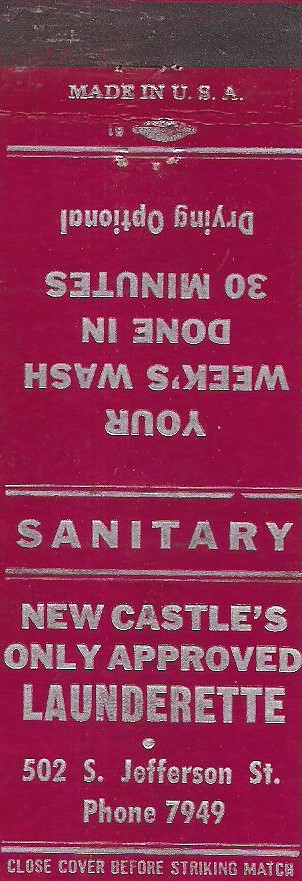 MADE IN U. S. A.
YOUR
WEEK'S WASH
DONE IN
30 MINUTES
Drying Optional
SANITARY
NEW CASTLE'S
ONLY APPROVED
LAUNDERETTE
502 S. Jefferson St.
Phone 7949
CLOSE COVER BEFORE STRIKING MATCH